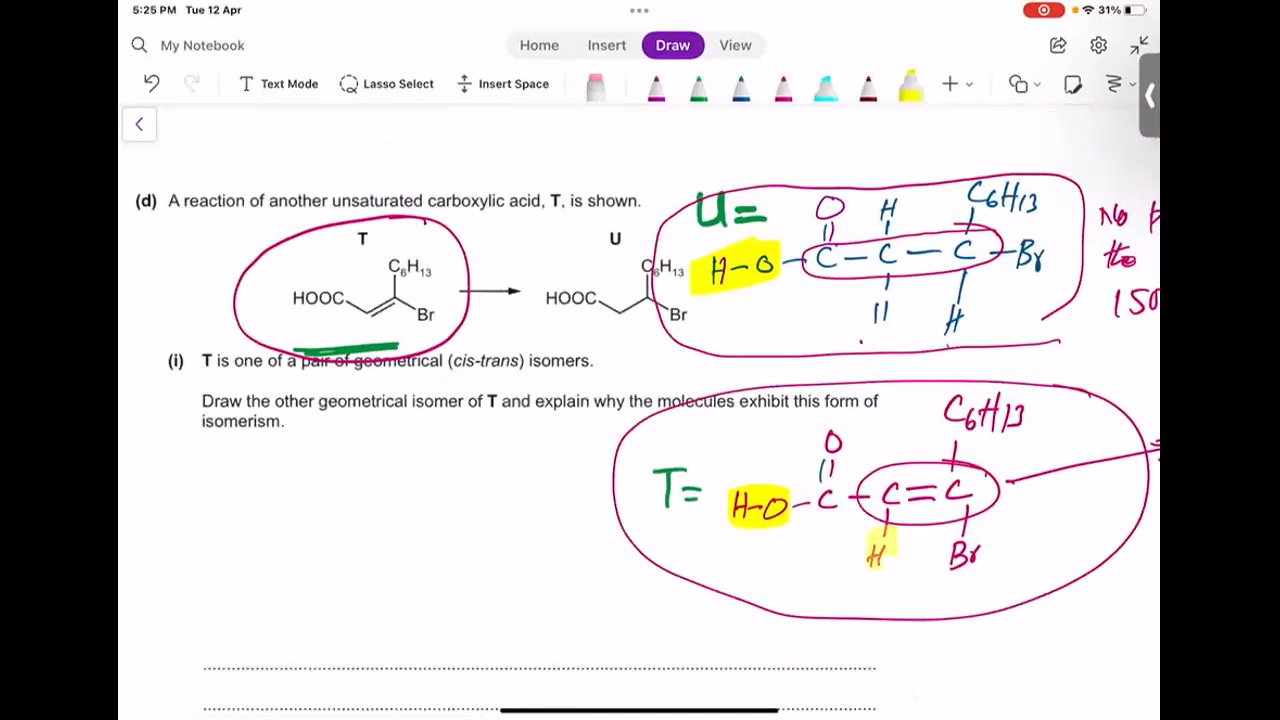 5:25 PM Tue 12 Apr
31%
My Notebook
Home Insert Draw View
Text Mode Lasso Select Insert Space
(d) A reaction of another unsaturated carboxylic acid, T, is shown.
T
U
C6H13
HOOC
Br
C6H13
HOOC
Br
U=
O H C6H13
H-O-C-C-C-Br
H H
No
the
(i) T is one of a pair of geometrical (cis-trans) isomers.
Draw the other geometrical isomer of T and explain why the molecules exhibit this form of
isomerism.
C6H13
O
T= H-O-C-C=C
H Br